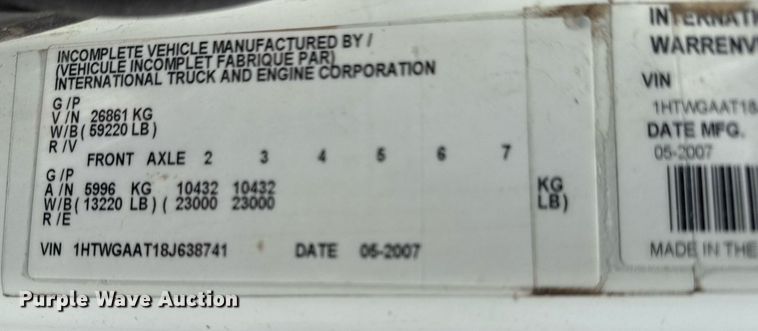 INCOMPLETE VEHICLE MANUFACTURED BY /
(VEHICULE INCOMPLET FABRIQUE PAR)
INTERNATIONAL TRUCK AND ENGINE CORPORATION
G /P
V /N 26861 KG
W/B( 59220 LB)
R /V
FRONT AXLE 2 3 4 5 6 7
G /P
A /N 5996 KG 10432 10432 KG
W/B( 13220 LB) ( 23000 23000 LB)
R /E
VIN 1HTWGAAT18J638741 DATE 05-2007
INTERNATI
WARRENV
VIN
1HTWGAAT18J
DATE MFG.
05-2007
MADE IN THE
Purple Wave Auction